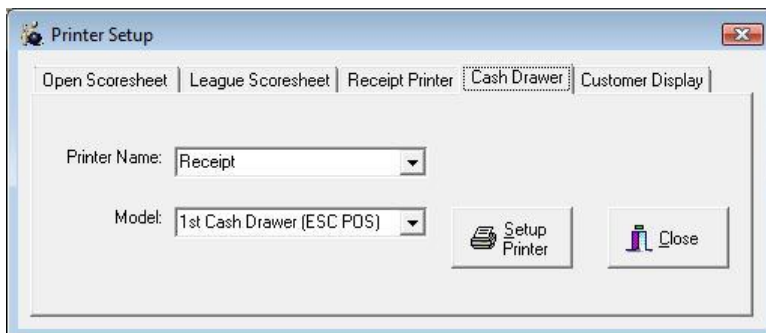 Printer Setup
Open Scoresheet League Scoresheet Receipt Printer Cash Drawer Customer Display
Printer Name: Receipt
Model: 1st Cash Drawer (ESC POS)
Setup
Printer
Close